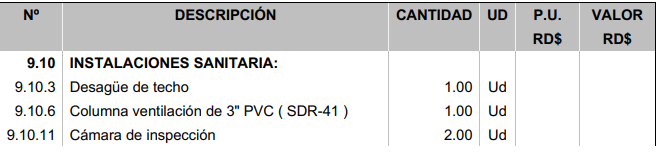 Nº DESCRIPCIÓN CANTIDAD UD P.U. VALOR
RD$ RD$
9.10 INSTALACIONES SANITARIA:
9.10.3 Desagüe de techo 1.00 Ud
9.10.6 Columna ventilación de 3" PVC ( SDR-41 ) 1.00 Ud
9.10.11 Cámara de inspección 2.00 Ud